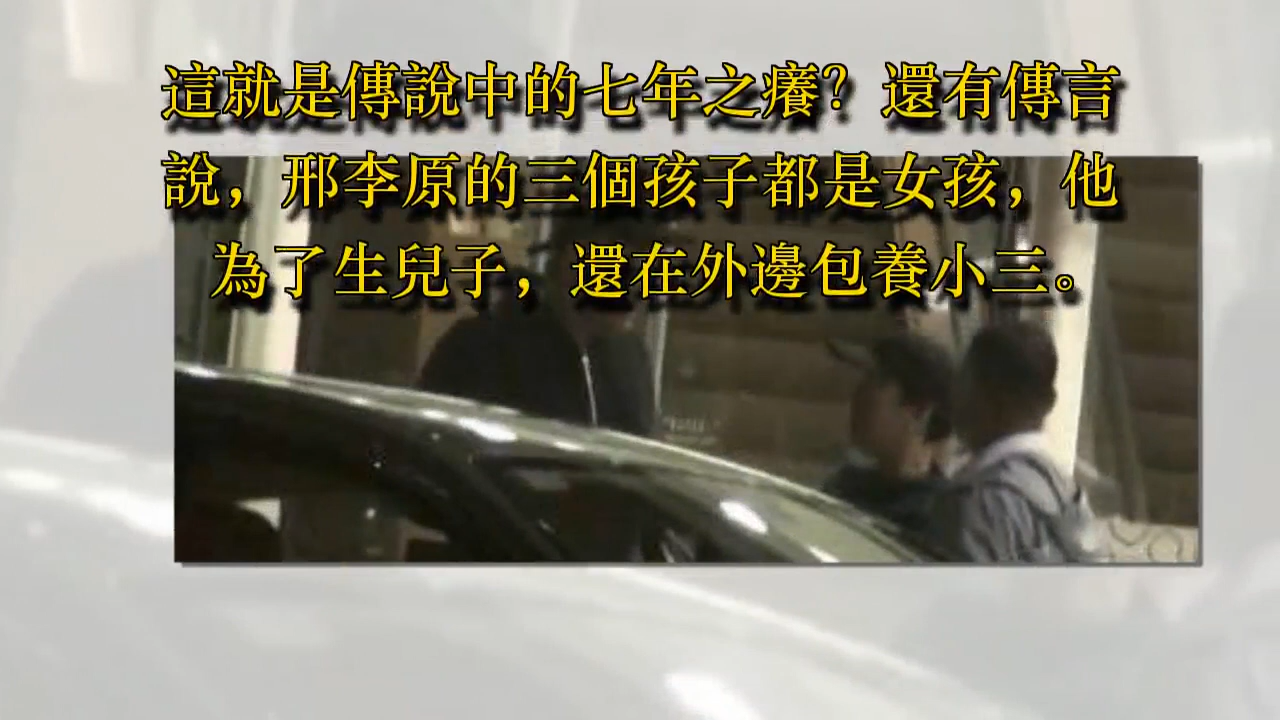 這就是傳說中的七年之癢？還有傳言
說，邢李原的三個孩子都是女孩，他
為了生兒子，還在外邊包養小三。